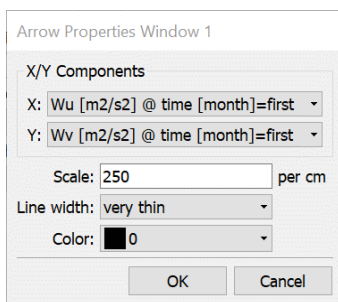 Arrow Properties Window 1
X/Y Components
X: Wu [m2/s2] @ time [month]=first
Y: Wv [m2/s2] @ time [month]=first
Scale: 250 per cm
Line width: very thin
Color: 0
OK Cancel